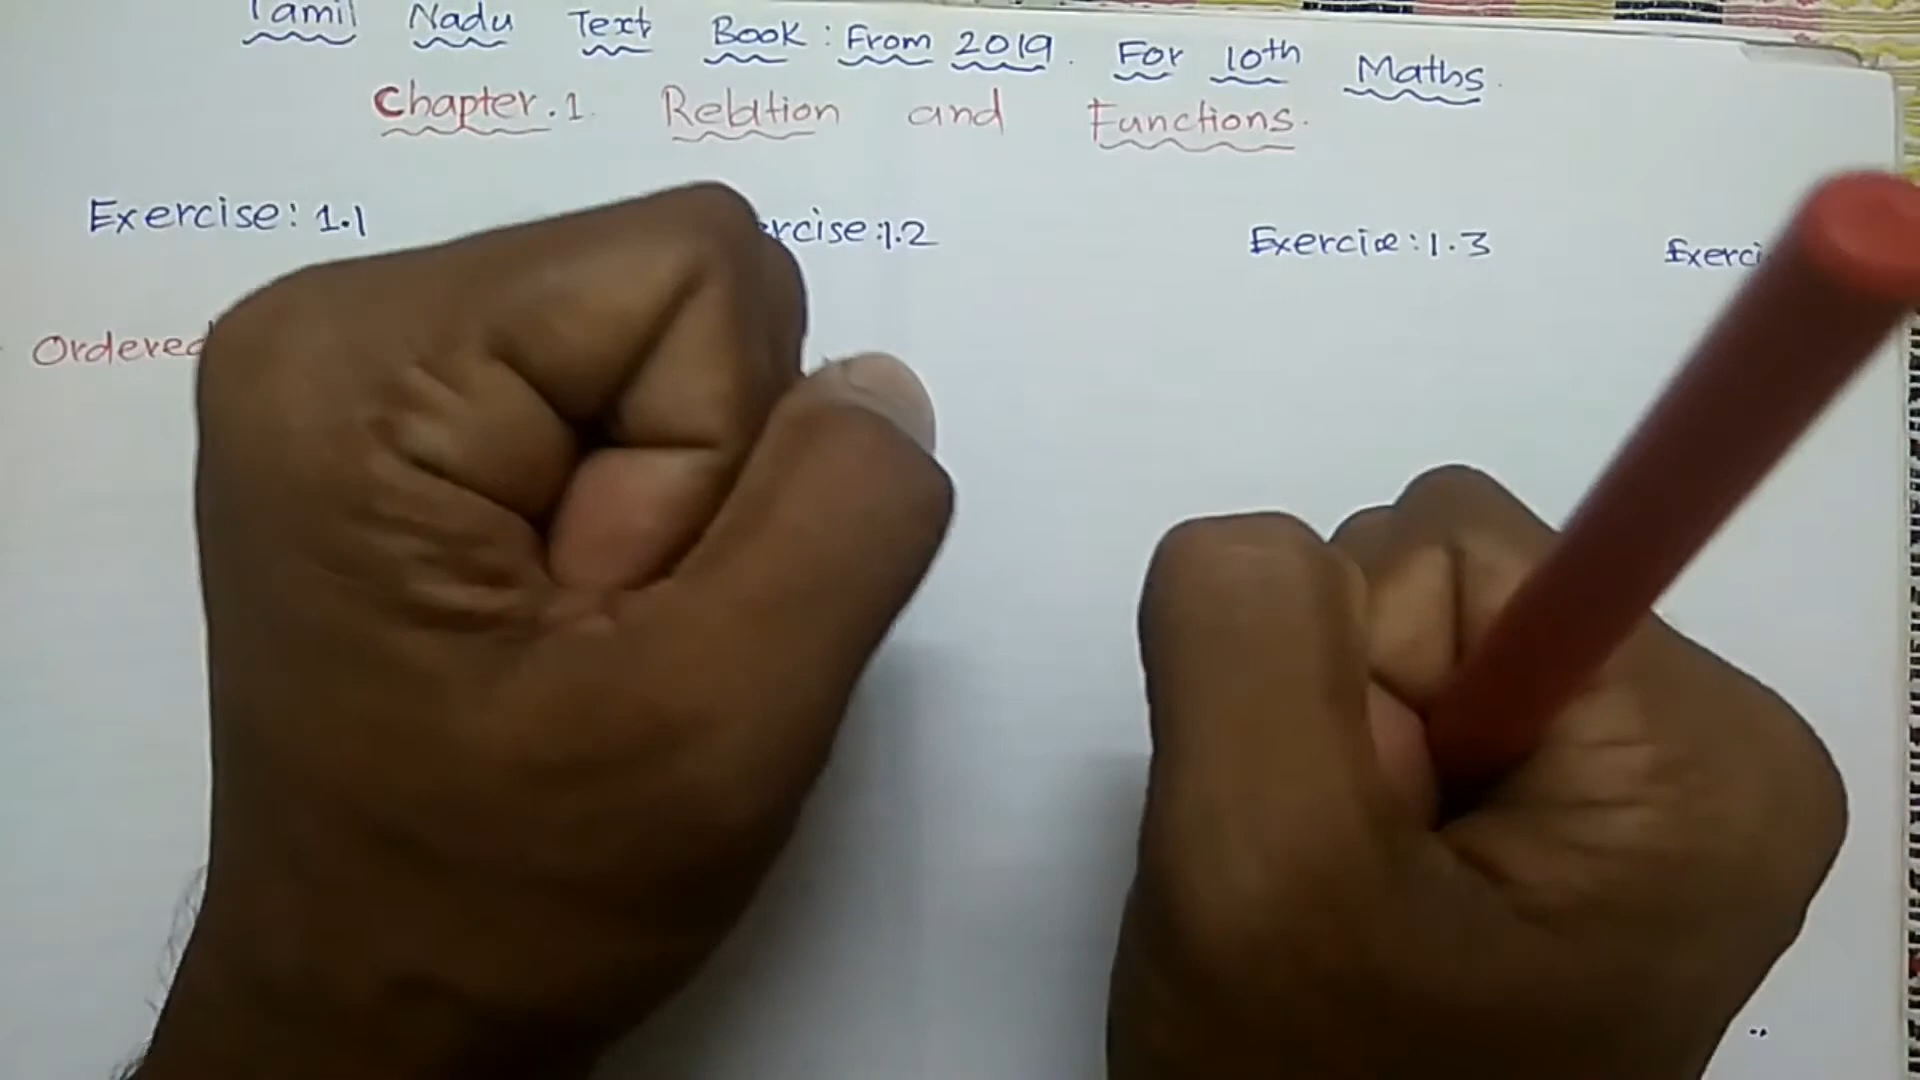 Tamil Nadu Text Book: From 2019. For 10th Maths.
Chapter.1. Relation and Functions.
Exercise: 1.1 rcise:1.2 Exercise:1.3 Exerci
Ordered